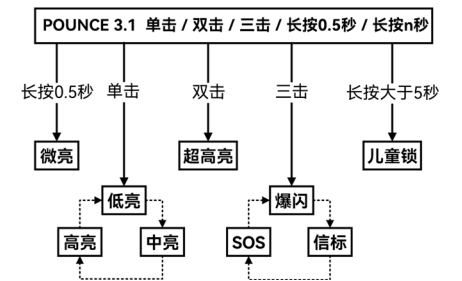 POUNCE 3.1 单击 / 双击 / 三击 / 长按0.5秒 / 长按n秒
长按0.5秒 单击 双击 三击 长按大于5秒
微亮 超高亮 儿童锁
低亮 爆闪
高亮 中亮 SOS 信标